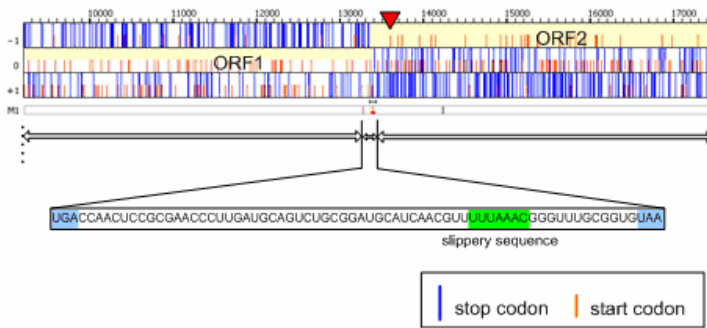 10000 11000 12000 13000 14000 15000 16000 17000
-1 ORF2
0 ORF1
+1
M1
UGACCAACUCCGCGAACCCUUGAUGCAGUCUGCGGAUGCAUCAACGUUUUUAAACGGGUUUGCGGUGUAA
slippery sequence
stop codon start codon